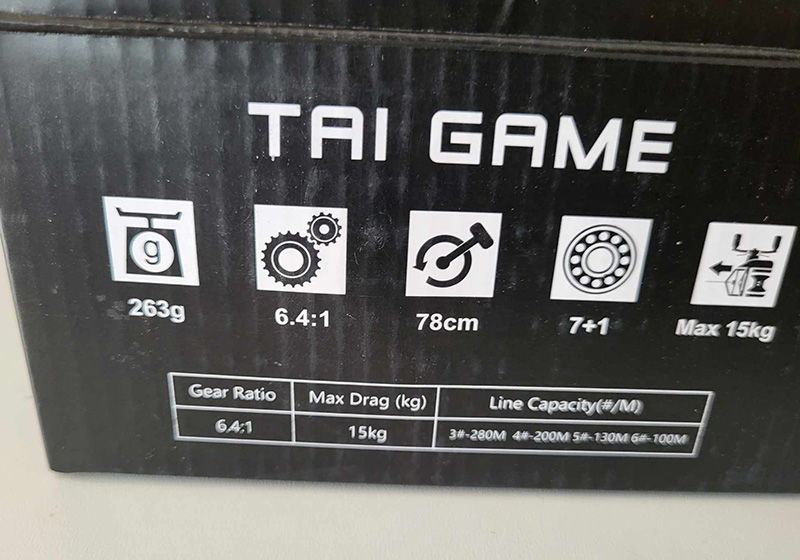 TAI GAME
g
263g 6.4:1 78cm 7+1 Max 15kg
Gear Ratio Max Drag (kg) Line Capacity(#/M)
6.4:1 15kg 3#-280M 4#-200M 5#-130M 6#-100M